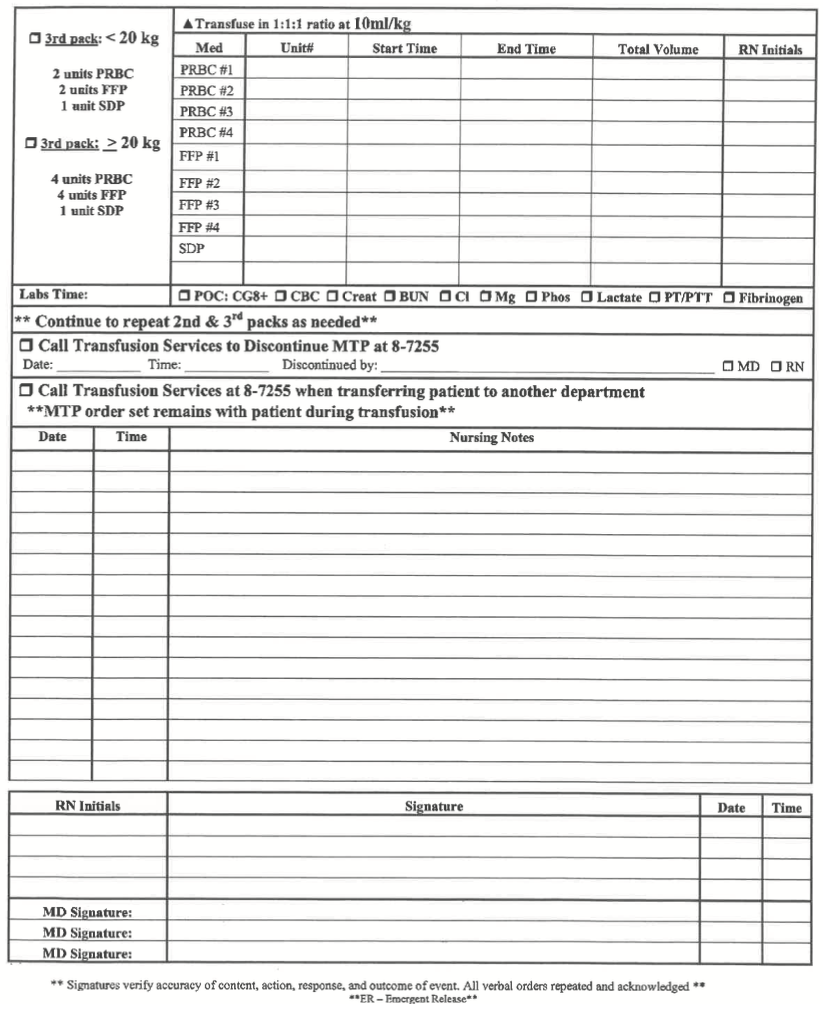 ☐ 3rd pack: < 20 kg
2 units PRBC
2 units FFP
1 unit SDP
☐ 3rd pack: > 20 kg
4 units PRBC
4 units FFP
1 unit SDP
▲Transfuse in 1:1:1 ratio at 10ml/kg
Med Unit# Start Time End Time Total Volume RN Initials
PRBC #1
PRBC #2
PRBC #3
PRBC #4
FFP #1
FFP #2
FFP #3
FFP #4
SDP
Labs Time: ☐ POC: CG8+ ☐ CBC ☐ Creat ☐ BUN ☐ Cl ☐ Mg ☐ Phos ☐ Lactate ☐ PT/PTT ☐ Fibrinogen
** Continue to repeat 2nd & 3rd packs as needed**
☐ Call Transfusion Services to Discontinue MTP at 8-7255
Date: ____________ Time: ____________ Discontinued by: ________________________________________________ ☐ MD ☐ RN
☐ Call Transfusion Services at 8-7255 when transferring patient to another department
**MTP order set remains with patient during transfusion**
Date Time Nursing Notes
RN Initials Signature Date Time
MD Signature:
MD Signature:
MD Signature:
** Signatures verify accuracy of content, action, response, and outcome of event. All verbal orders repeated and acknowledged **
**ER – Emergent Release**